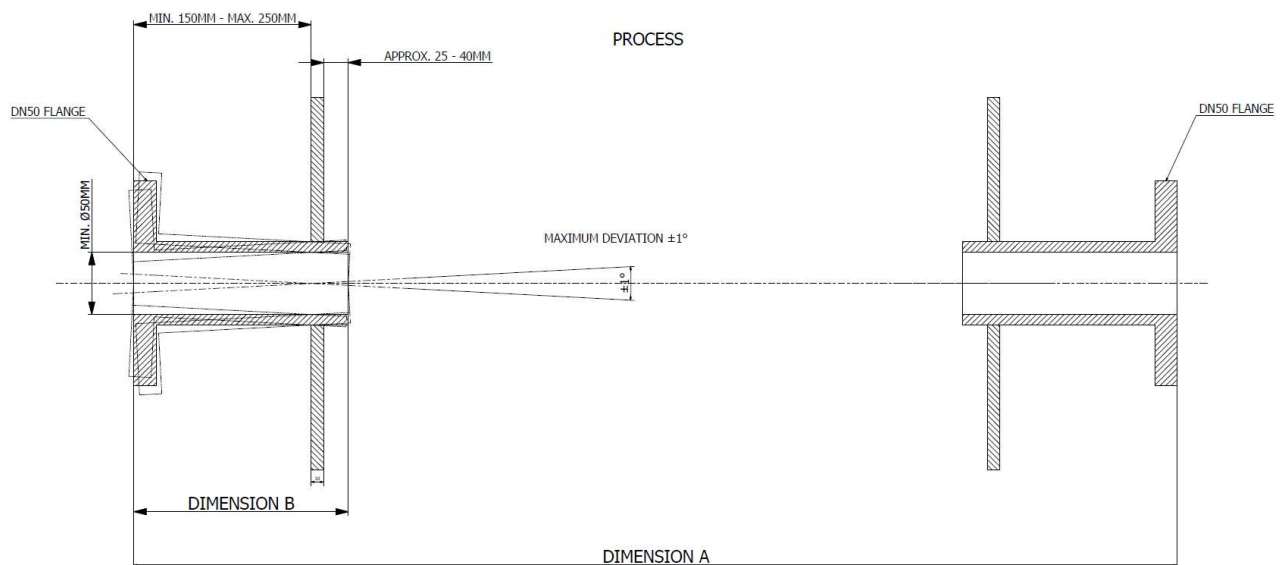 MIN. 150MM - MAX. 250MM
PROCESS
APPROX. 25 - 40MM
DN50 FLANGE
DN50 FLANGE
MIN. Ø50MM
MAXIMUM DEVIATION ±1°
±1°
DIMENSION B
DIMENSION A